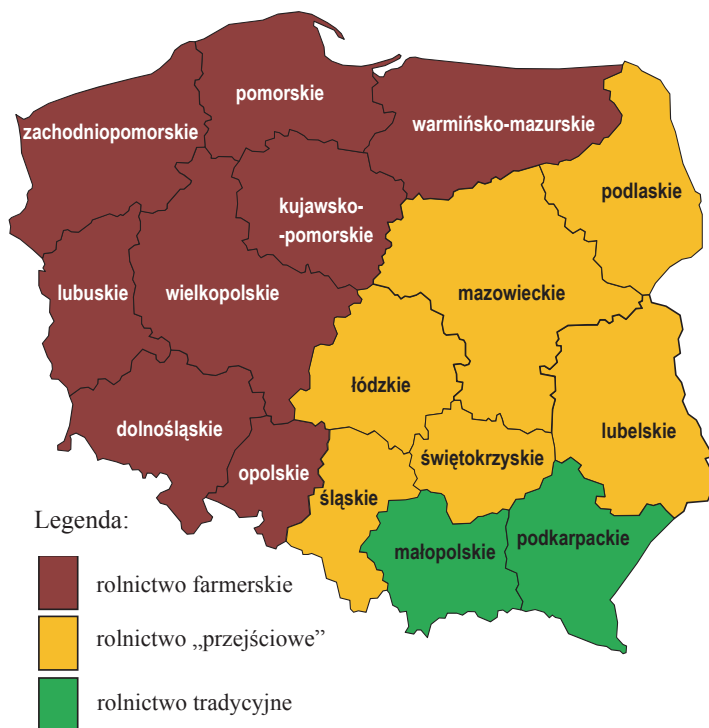 pomorskie
zachodniopomorskie
warmińsko-mazurskie
podlaskie
kujawsko-
-pomorskie
lubuskie
wielkopolskie
mazowieckie
łódzkie
dolnośląskie
lubelskie
świętokrzyskie
opolskie
śląskie
małopolskie
podkarpackie
Legenda:
rolnictwo farmerskie
rolnictwo „przejściowe”
rolnictwo tradycyjne